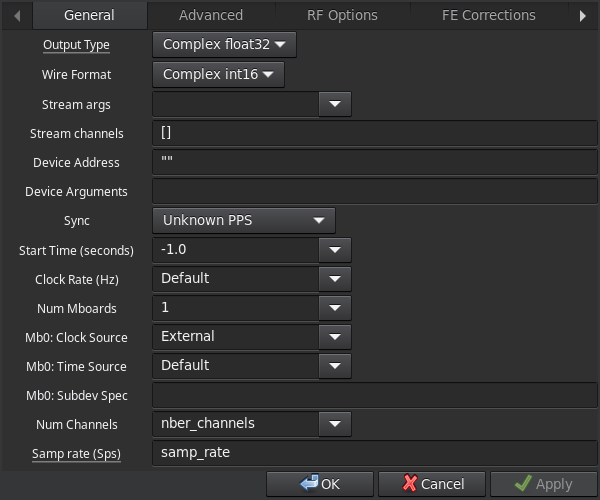 General Advanced RF Options FE Corrections
Output Type Complex float32
Wire Format Complex int16
Stream args
Stream channels []
Device Address ""
Device Arguments
Sync Unknown PPS
Start Time (seconds) -1.0
Clock Rate (Hz) Default
Num Mboards 1
Mb0: Clock Source External
Mb0: Time Source Default
Mb0: Subdev Spec
Num Channels nber_channels
Samp rate (Sps) samp_rate
OK Cancel Apply